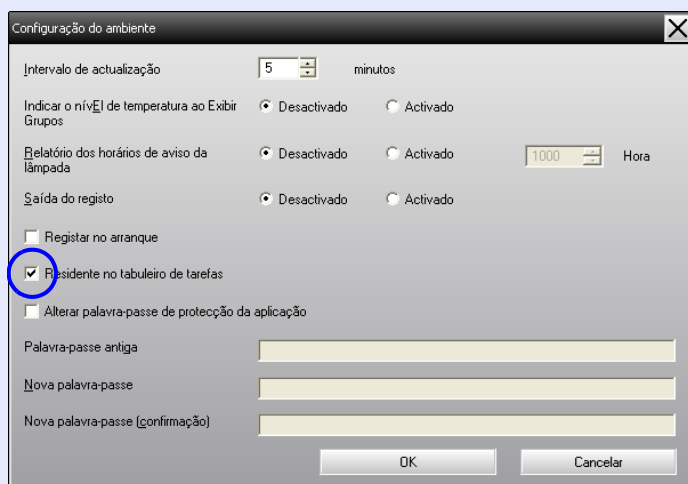 Configuração do ambiente
Intervalo de actualização 5 minutos
Indicar o nívEl de temperatura ao Exibir Desactivado Activado
Grupos
Relatório dos horários de aviso da Desactivado Activado 1000 Hora
lâmpada
Saída do registo Desactivado Activado
Registar no arranque
Residente no tabuleiro de tarefas
Alterar palavra-passe de protecção da aplicação
Palavra-passe antiga
Nova palavra-passe
Nova palavra-passe (confirmação)
OK Cancelar